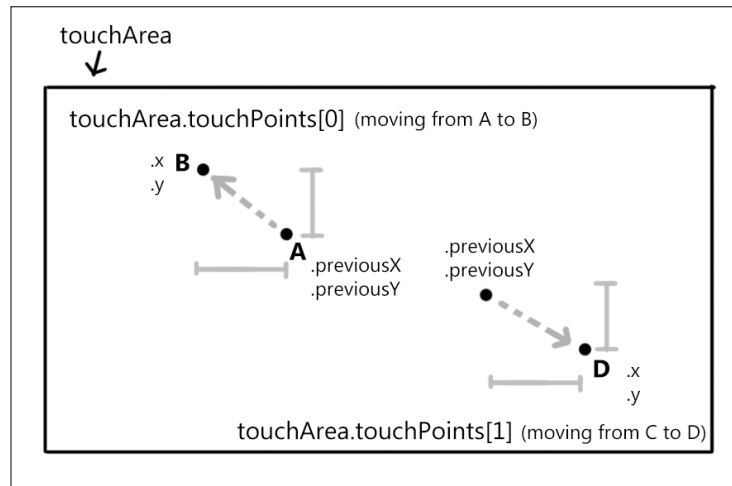 touchArea
touchArea.touchPoints[0] (moving from A to B)
.x B
.y
A
.previousX
.previousY
.previousX
.previousY
D .x
.y
touchArea.touchPoints[1] (moving from C to D)